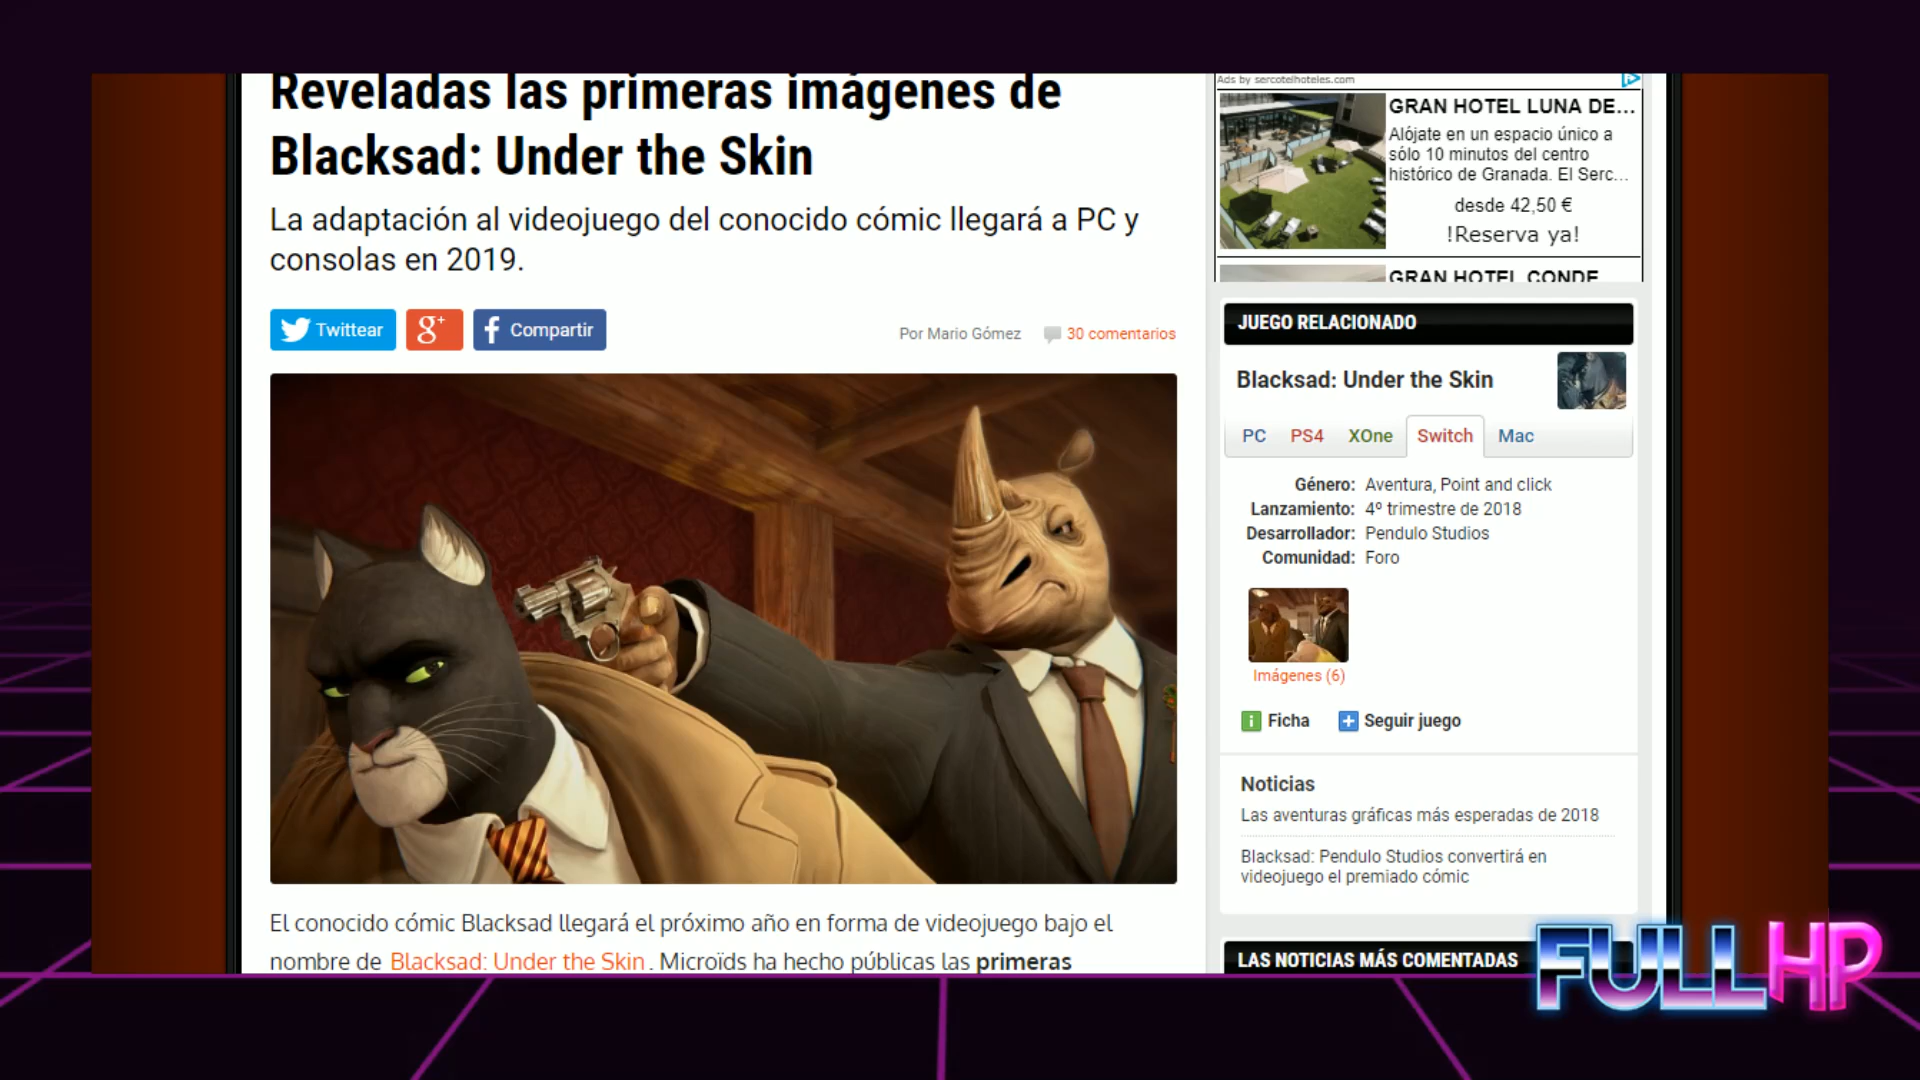 Reveladas las primeras imágenes de
Blacksad: Under the Skin
La adaptación al videojuego del conocido cómic llegará a PC y
consolas en 2019.
Twittear
g+
f Compartir
Por Mario Gómez
30 comentarios
El conocido cómic Blacksad llegará el próximo año en forma de videojuego bajo el
nombre de Blacksad: Under the Skin. Microïds ha hecho públicas las primeras
Ads by sercotelhoteles.com
GRAN HOTEL LUNA DE...
Alójate en un espacio único a
sólo 10 minutos del centro
histórico de Granada. El Serc...
desde 42,50 €
!Reserva ya!
GRAN HOTEL CONDE
JUEGO RELACIONADO
Blacksad: Under the Skin
PC PS4 XOne Switch Mac
Género: Aventura, Point and click
Lanzamiento: 4º trimestre de 2018
Desarrollador: Pendulo Studios
Comunidad: Foro
Imágenes (6)
i Ficha + Seguir juego
Noticias
Las aventuras gráficas más esperadas de 2018
Blacksad: Pendulo Studios convertirá en
videojuego el premiado cómic
LAS NOTICIAS MÁS COMENTADAS
FULL HP